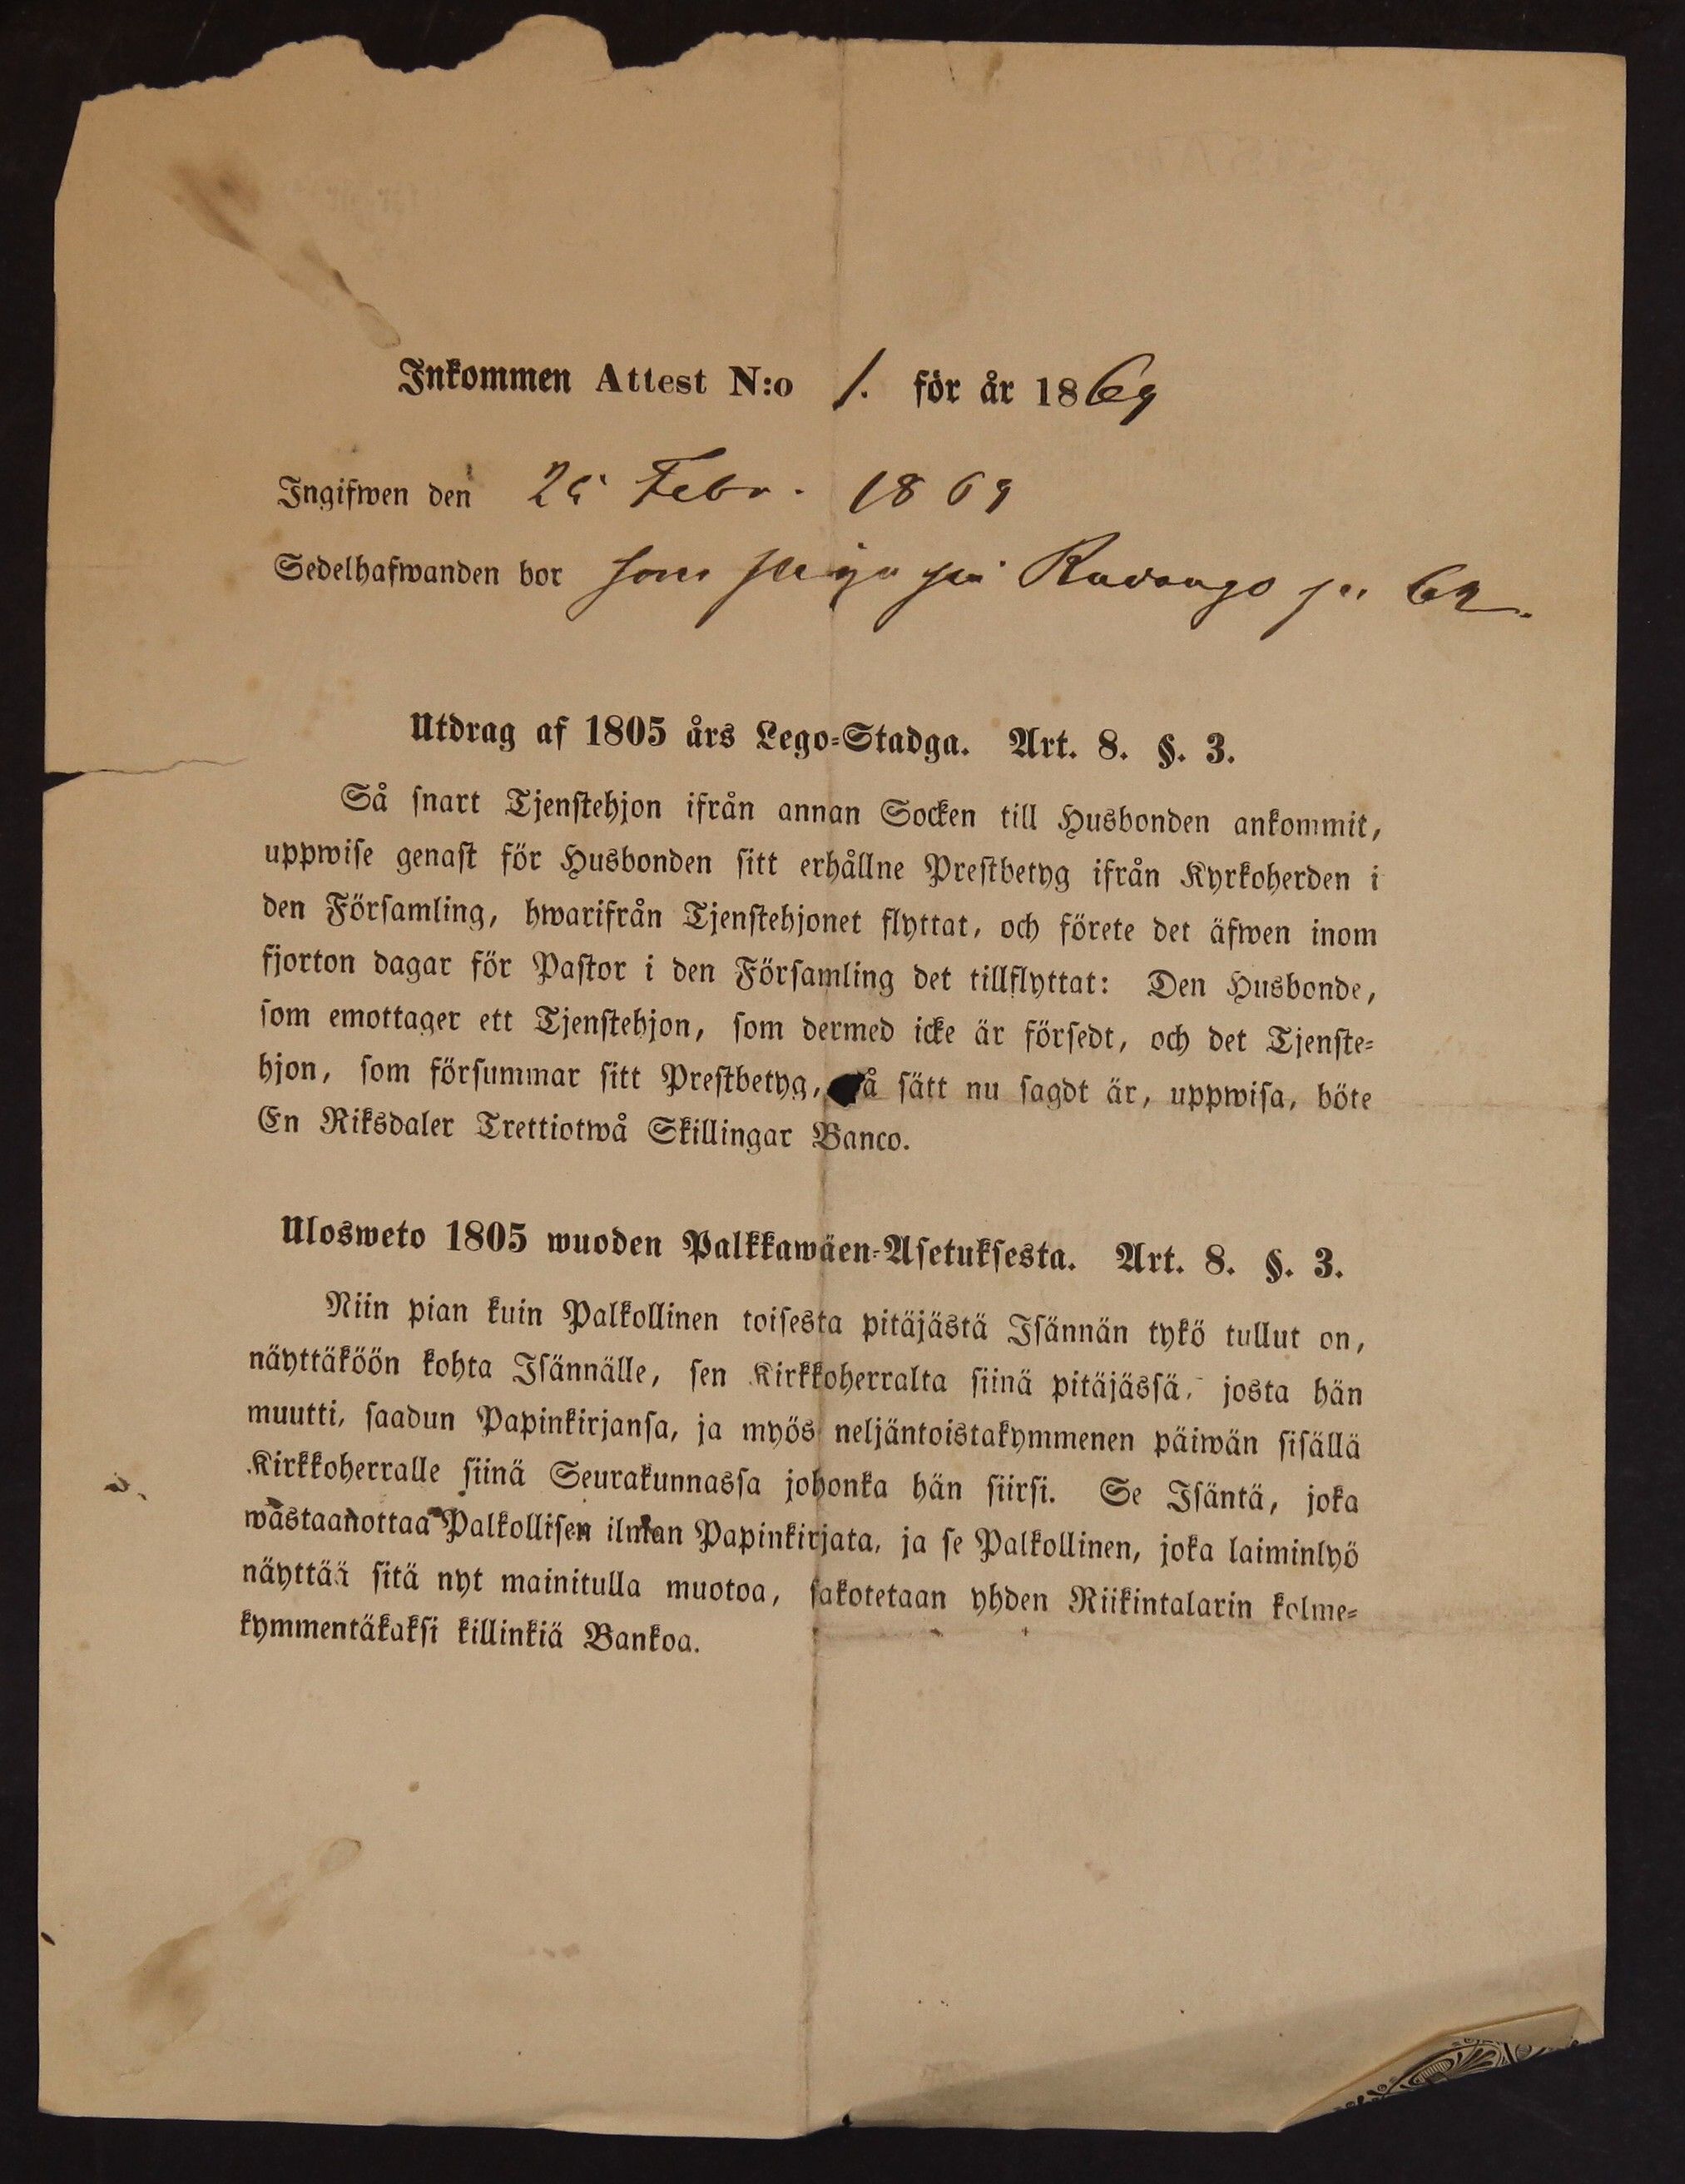 Inkommen Attest N:o 1. för år 1869
Ingifwen den 25 Febr. 1869
Sedelhafwanden bor som piga på
Utdrag af 1805 års Lego-Stadga. Art. 8. §. 3.
Så snart Tjenstehjon ifrån annan Socken till Husbonden ankommit,
uppwise genast för Husbonden sitt erhållne Prestbetyg ifrån Kyrkoherden i
den Församling, hwarifrån Tjenstehjonet flyttat, och förete det äfwen inom
fjorton dagar för Pastor i den Församling det tillflyttat: Den Husbonde,
som emottager ett Tjenstehjon, som dermed icke är försedt, och det Tjenste-
hjon, som försummar sitt Prestbetyg, på sätt nu sagdt är, uppwisa, böte
En Riksdaler Trettiotwå Skillingar Banco.
Ulosweto 1805 wuoden Palkkawäen-Asetuksesta. Art. 8. §. 3.
Niin pian kuin Palkollinen toisesta pitäjästä Isännän tykö tullut on,
näyttäköön kohta Isännälle, sen Kirkkoherralta siinä pitäjässä, josta hän
muutti, saadun Papinkirjansa, ja myös neljäntoistakymmenen päiwän sisällä
Kirkkoherralle siinä Seurakunnassa johonka hän siirsi. Se Isäntä, joka
wastaanottaa Palkollisen ilman Papinkirjata, ja se Palkollinen, joka laiminlyö
näyttää sitä nyt mainitulla muotoa, sakotetaan yhden Riikintalarin kolme-
kymmentäkaksi killinkiä Bankoa.